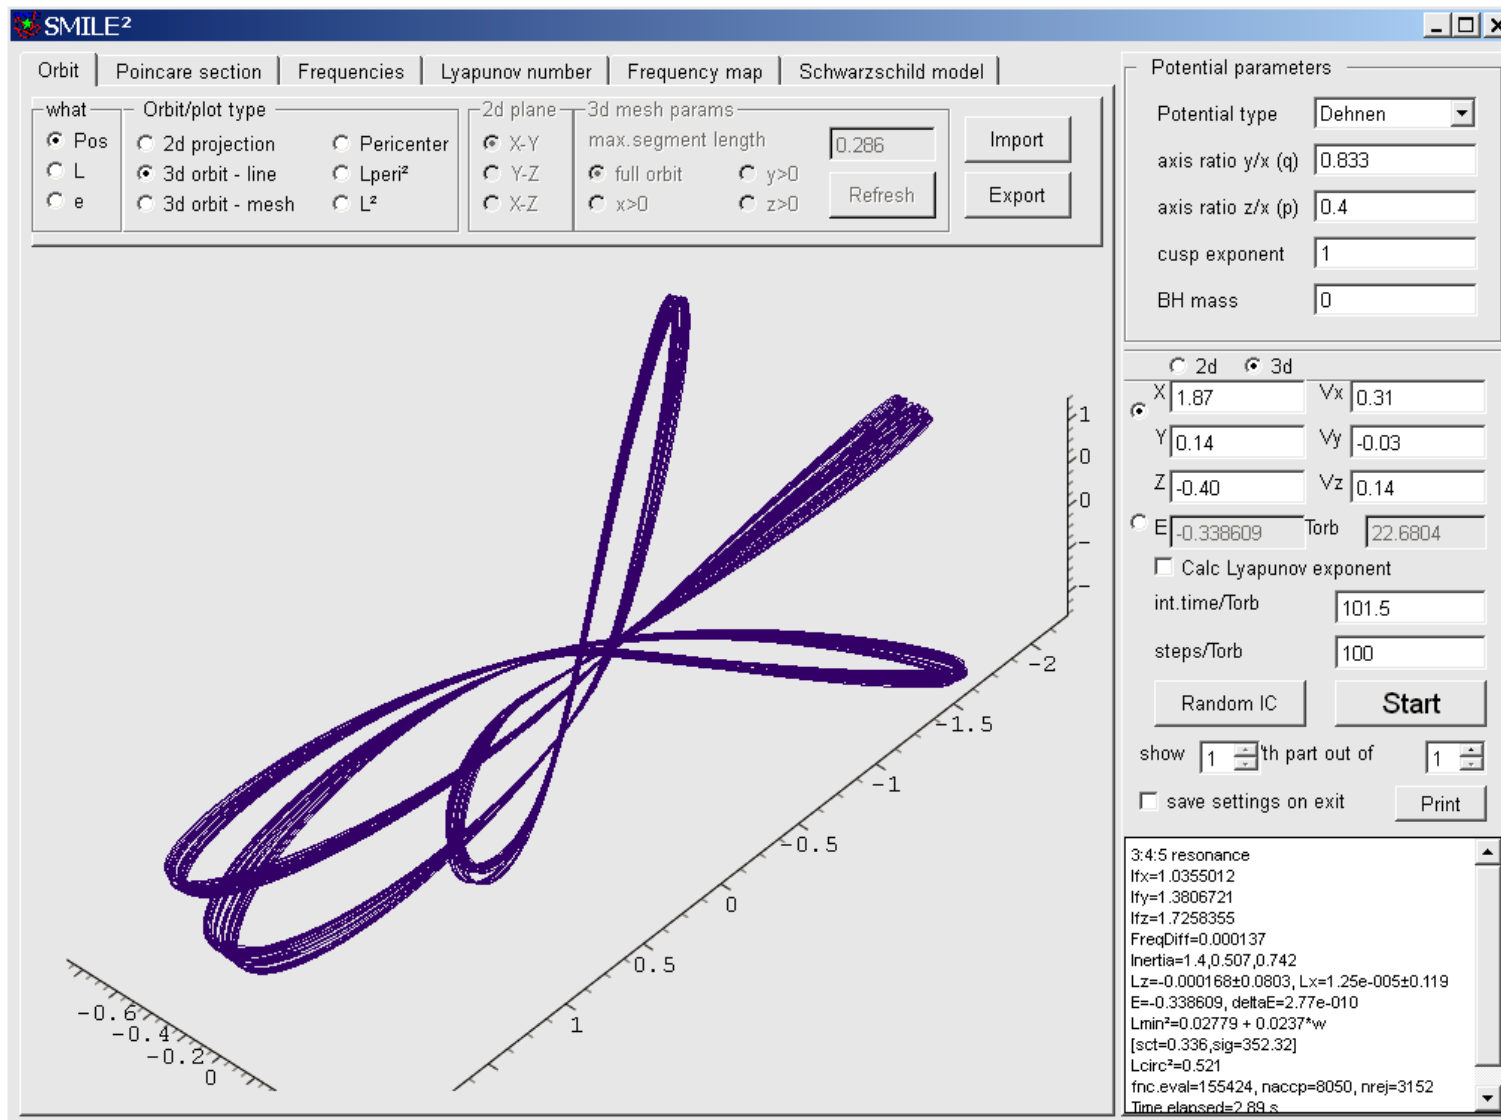 SMILE²
Orbit Poincare section Frequencies Lyapunov number Frequency map Schwarzschild model
what Orbit/plot type 2d plane 3d mesh params
Pos 2d projection Pericenter X-Y max.segment length 0.286 Import
L 3d orbit - line Lperi² Y-Z full orbit y>0 Refresh
e 3d orbit - mesh L² X-Z x>0 z>0 Export
Potential parameters
Potential type Dehnen
axis ratio y/x (q) 0.833
axis ratio z/x (p) 0.4
cusp exponent 1
BH mass 0
2d 3d
X 1.87 Vx 0.31
Y 0.14 Vy -0.03
Z -0.40 Vz 0.14
E -0.338609 Torb 22.6804
Calc Lyapunov exponent
int.time/Torb 101.5
steps/Torb 100
Random IC Start
show 1 'th part out of 1
save settings on exit Print
3:4:5 resonance
lfx=1.0355012
lfy=1.3806721
lfz=1.7258355
FreqDiff=0.000137
Inertia=1.4,0.507,0.742
Lz=-0.000168±0.0803, Lx=1.25e-005±0.119
E=-0.338609, deltaE=2.77e-010
Lmin²=0.02779 + 0.0237*w
[sct=0.336,sig=352.32]
Lcirc²=0.521
fnc.eval=155424, naccp=8050, nrej=3152
Time elapsed=2.89 s
1
0
0
-
-
-2
-1.5
-1
-0.5
0
0.5
1
-0.6
-0.4
-0.2
0